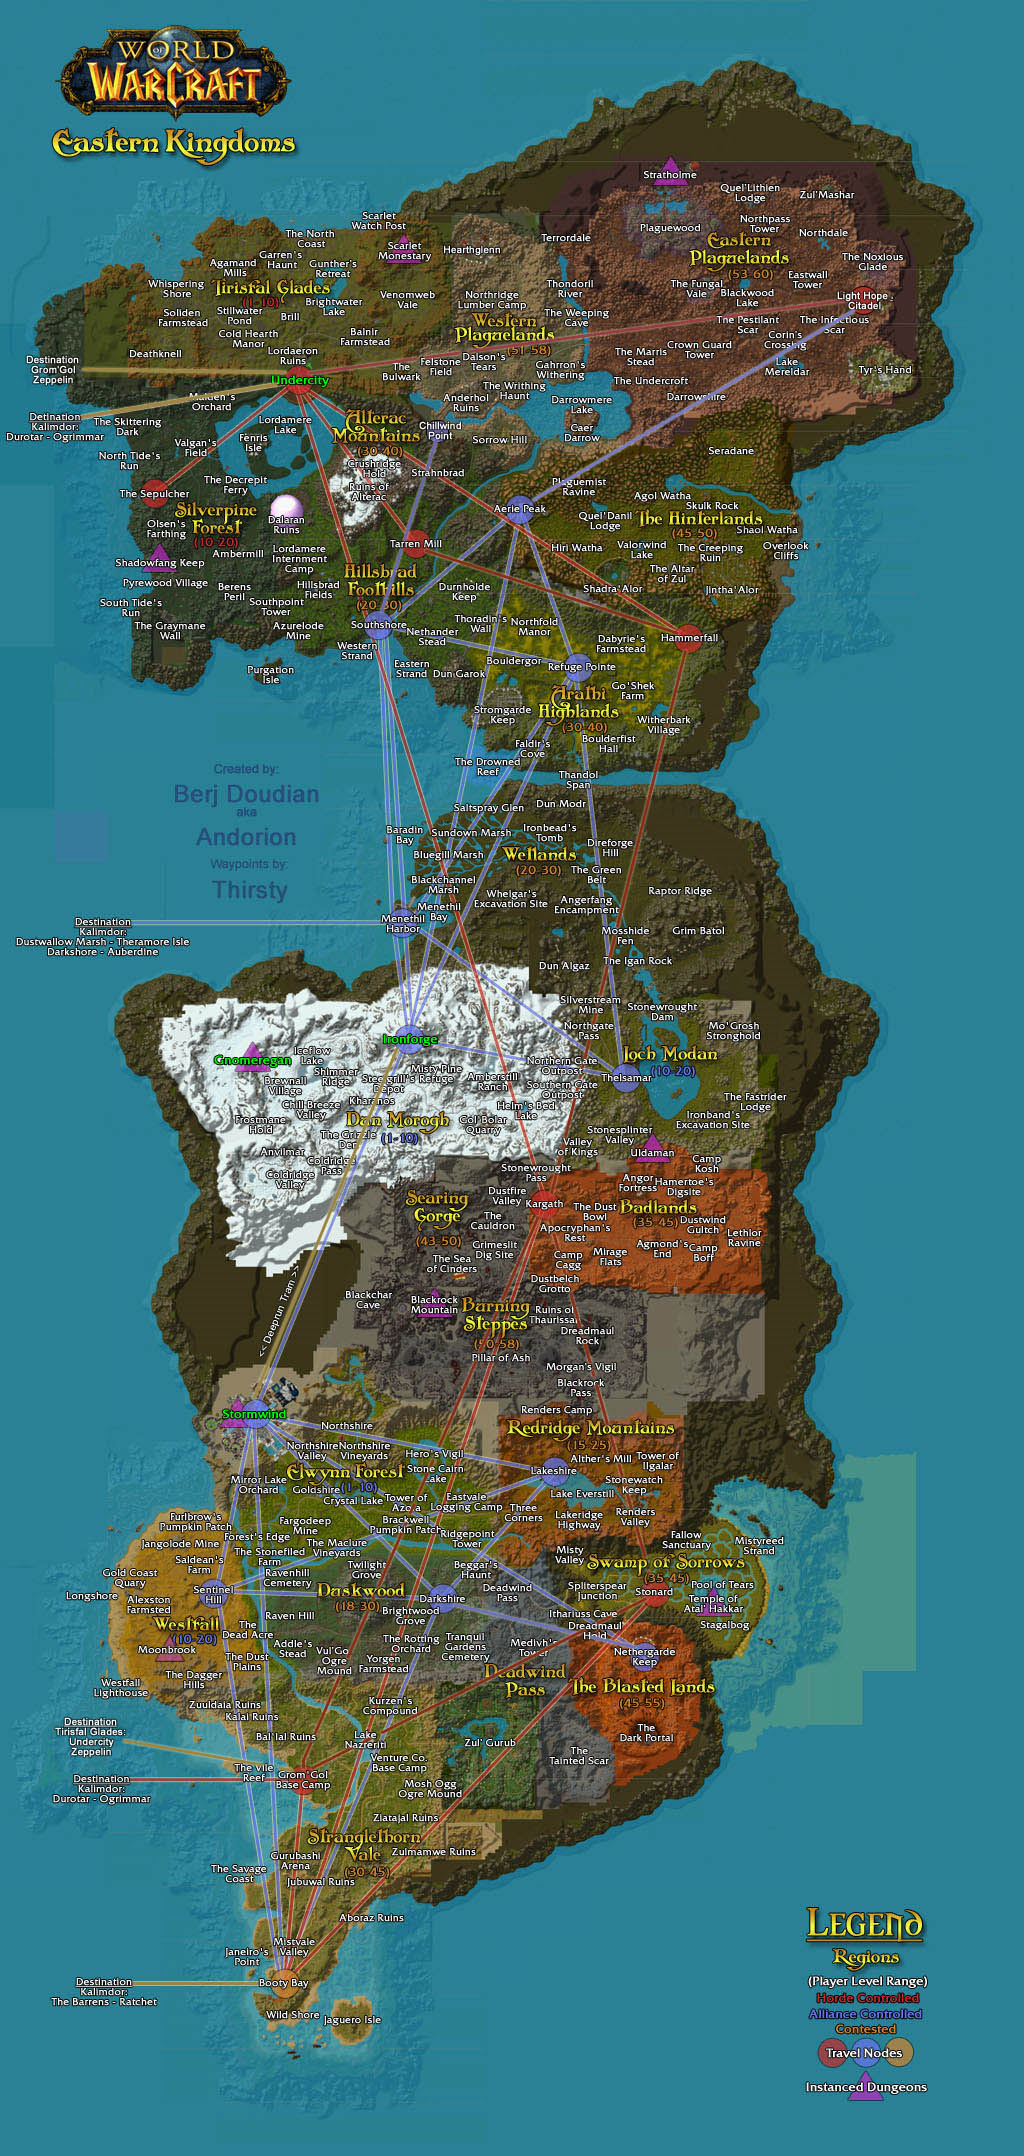 WORLD
OF
WARCRAFT
Eastern Kingdoms
Stratholme
Quel'Lithien
Lodge
Zul'Mashar
Scarlet
Watch Post
Northpass
Tower
Plaguewood
Northdale
The North
Coast
Terrordale
Eastern
Plaguelands
(53-60)
Scarlet
Monestary
Hearthglenn
Garren's
Haunt
The Noxious
Glade
Agamand
Mills
Gunther's
Retreat
Eastwall
Tower
Whispering
Shore
Tirisfal Glades
(1-10)
Thondoril
River
The Fungal
Vale
Blackwood
Lake
Venomweb
Vale
Northridge
Lumber Camp
Light Hope
Citadel
Brightwater
Lake
Stillwater
Pond
Brill
Soliden
Farmstead
The Weeping
Cave
Western
Plaguelands
(51-58)
The Pestilant
Scar
The Infectious
Scar
Cold Hearth
Manor
Balnir
Farmstead
Corin's
Crossing
Crown Guard
Tower
Deathknell
Lordaeron
Ruins
The Marris
Stead
Destination
Grom'Gol
Zeppelin
The
Bulwark
Felstone
Field
Dalson's
Tears
Gahrron's
Withering
Lake
Mereldar
Tyr's Hand
Undercity
The Undercroft
The Writhing
Haunt
Darrowshire
Malden's
Orchard
Anderhol
Ruins
Darrowmere
Lake
Detination
Kalimdor:
Durotar - Ogrimmar
The Skittering
Dark
Lordamere
Lake
Alterac
Mountains
(30-40)
Chillwind
Point
Caer
Darrow
Sorrow Hill
Fenris
Isle
Valgan's
Field
Seradane
North Tide's
Run
Crushridge
Hold
Strahnbrad
The Decrepit
Ferry
Plaguemist
Ravine
The Sepulcher
Ruins of
Alterac
Agol Watha
Skulk Rock
Silverpine
Forest
(10-20)
Aerie Peak
Quel'Danil
Lodge
The Hinterlands
(45-50)
Dalaran
Ruins
Shaol Watha
Olsen's
Farthing
Tarren Mill
Hiri Watha
Valorwind
Lake
The Creeping
Ruin
Overlook
Cliffs
Ambermill
Lordamere
Internment
Camp
Shadowfang Keep
The Altar
of Zul
Hillsbrad
Foothills
(20-30)
Pyrewood Village
Berens
Peril
Hillsbrad
Fields
Durnholde
Keep
Shadra'Alor
Jintha'Alor
South Tide's
Run
Southpoint
Tower
The Graymane
Wall
Azurelode
Mine
Southshore
Nethander
Stead
Thoradin's
Wall
Northfold
Manor
Dabyrie's
Farmstead
Hammerfall
Western
Strand
Eastern
Strand
Dun Garok
Bouldergor
Refuge Pointe
Purgation
Isle
Go'Shek
Farm
Arathi
Highlands
(30-40)
Stromgarde
Keep
Witherbark
Village
Faldir's
Cove
Boulderfist
Hall
The Drowned
Reef
Thandol
Span
Created by:
Berj Doudian
aka
Andorion
Waypoints by:
Thirsty
Saltspray Glen
Dun Modr
Baradin
Bay
Sundown Marsh
Ironbead's
Tomb
Bluegill Marsh
Wetlands
(20-30)
Direforge
Hill
The Green
Belt
Blackchannel
Marsh
Whelgar's
Excavation Site
Angerfang
Encampment
Raptor Ridge
Menethil
Bay
Menethil
Harbor
Mosshide
Fen
Grim Batol
Destination
Kalimdor:
Dustwallow Marsh - Theramore Isle
Darkshore - Auberdine
Dun Algaz
The Igan Rock
Silverstream
Mine
Stonewrought
Dam
Northgate
Pass
Mo'Grosh
Stronghold
Ironforge
Gnomeregan
Iceflow
Lake
Loch Modan
(10-20)
Northern Gate
Outpost
Shimmer
Ridge
Steelgrill's
Depot
Misty Pine
Refuge
Amberstill
Ranch
Thelsamar
Brewnall
Village
Southern Gate
Outpost
The Fastrider
Lodge
Chill Breeze
Valley
Kharanos
Helm's Bed
Lake
Ironband's
Excavation Site
Frostmane
Hold
Dun Morogh
(1-10)
Col'Bolar
Quarry
The Grizzle
Den
Stonesplinter
Valley
Valley
of Kings
Uldaman
Anvilmar
Coldridge
Pass
Coldridge
Valley
Stonewrought
Pass
Camp
Kosh
Angor
Fortress
Hamertoe's
Digsite
Searing
Gorge
(43-50)
Dustfire
Valley
Kargath
The Dust
Bowl
Badlands
(35-45)
The
Cauldron
Apocryphan's
Rest
Dustwind
Gultch
Lethlor
Ravine
Grimeslit
Dig Site
Agmond's
End
Camp
Boff
Mirage
Flats
Camp
Cagg
The Sea
of Cinders
Dustbelch
Grotto
<< Deeprun Tram >>
Blackchar
Cave
Blackrock
Mountain
Burning
Steppes
(50-58)
Ruins of
Thaurissan
Dreadmaul
Rock
Pillar of Ash
Morgan's Vigil
Blackrock
Pass
Renders Camp
Stormwind
Northshire
Redridge Mountains
(15-25)
Northshire
Valley
Northshire
Vineyards
Hero's Vigil
Alther's Mill
Tower of
Ilgalar
Elwynn Forest
(1-10)
Stone Cairn
Lake
Lakeshire
Mirror Lake
Orchard
Goldshire
Crystal Lake
Stonewatch
Keep
Lake Everstill
Tower of
Azora
Eastvale
Logging Camp
Three
Corners
Lakeridge
Highway
Renders
Valley
Furlbrow's
Pumpkin Patch
Fargodeep
Mine
Brackwell
Pumpkin Patch
Ridgepoint
Tower
Fallow
Sanctuary
Mistyreed
Strand
Jangolode Mine
Forest's Edge
The Maclure
Vineyards
The Stonefiled
Farm
Misty
Valley
Swamp of Sorrows
(35-45)
Saldean's
Farm
Twilight
Grove
Beggar's
Haunt
Gold Coast
Quary
Ravenhill
Cemetery
Duskwood
(18-30)
Deadwind
Pass
Splterspear
Junction
Stonard
Pool of Tears
Longshore
Sentinel
Hill
Darkshire
Alexston
Farmsted
Temple of
Atal' Hakkar
Brightwood
Grove
Ithariuss Cave
Stagalbog
Westfall
(10-20)
The
Dead Acre
Raven Hill
Dreadmaul
Hold
Moonbrook
Addle's
Stead
The Rotting
Orchard
Tranquil
Gardens
Cemetery
Medivh's
Tower
Nethergarde
Keep
The Dust
Plains
Vul'Go
Ogre
Mound
Yorgen
Farmstead
Deadwind
Pass
The Dagger
Hills
The Blasted Lands
(45-55)
Westfall
Lighthouse
Zuuldaia Ruins
Kurzen's
Compound
Kalai Ruins
Destination
Tirisfal Glades:
Undercity
Zeppelin
Bal'lal Ruins
Lake
Nazreriti
Zul' Gurub
The
Dark Portal
The
Tainted Scar
The Vile
Reef
Grom'Gol
Base Camp
Venture Co.
Base Camp
Destination
Kalimdor:
Durotar - Ogrimmar
Mosh Ogg
Ogre Mound
Ziatajal Ruins
Stranglethorn
Vale
(30-45)
Gurubashi
Arena
Zulmamwe Ruins
The Savage
Coast
Jubuwal Ruins
Aboraz Ruins
Mistvale
Valley
Janeiro's
Point
Destination
Kalimdor:
The Barrens - Ratchet
Booty Bay
Wild Shore
Jaguero Isle
LEGEND
Regions
(Player Level Range)
Horde Controlled
Alliance Controlled
Contested
Travel Nodes
Instanced Dungeons